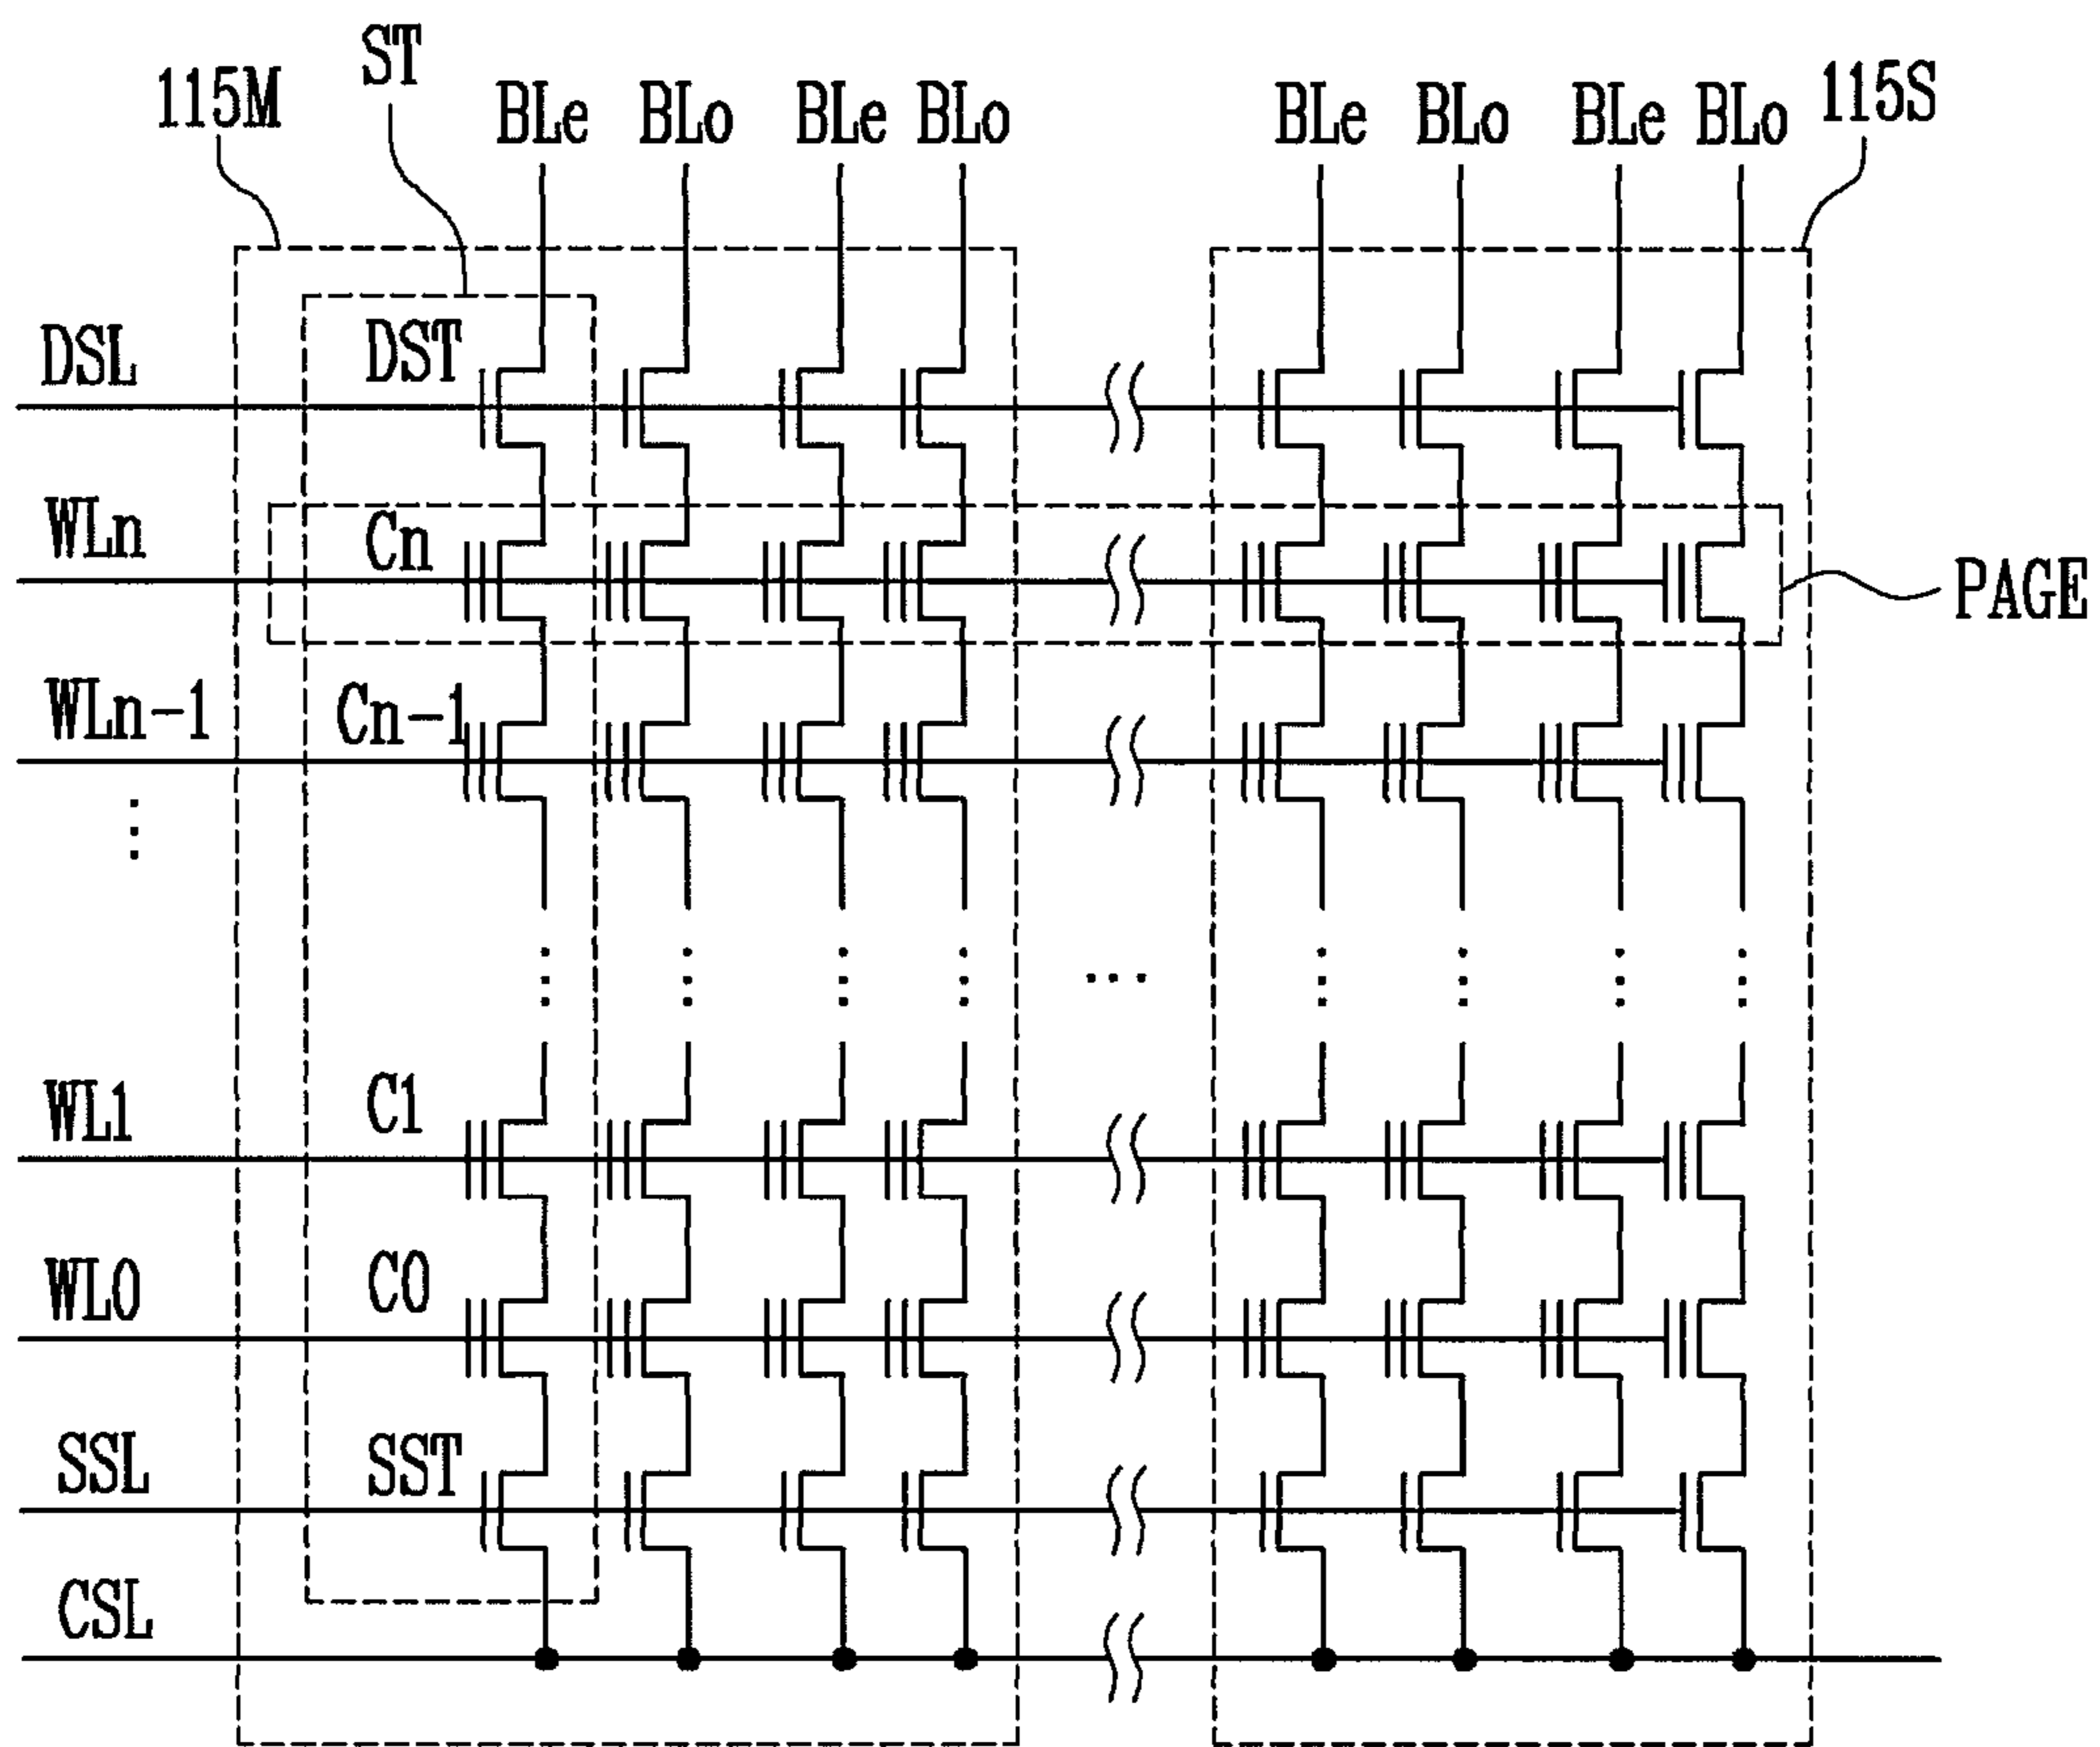 115M
ST
BLe BLo BLe BLo BLe BLo BLe BLo
115S
DSL
DST
WLn
Cn
PAGE
WLn-1
Cn-1
WL1
C1
WL0
C0
SSL
SST
CSL